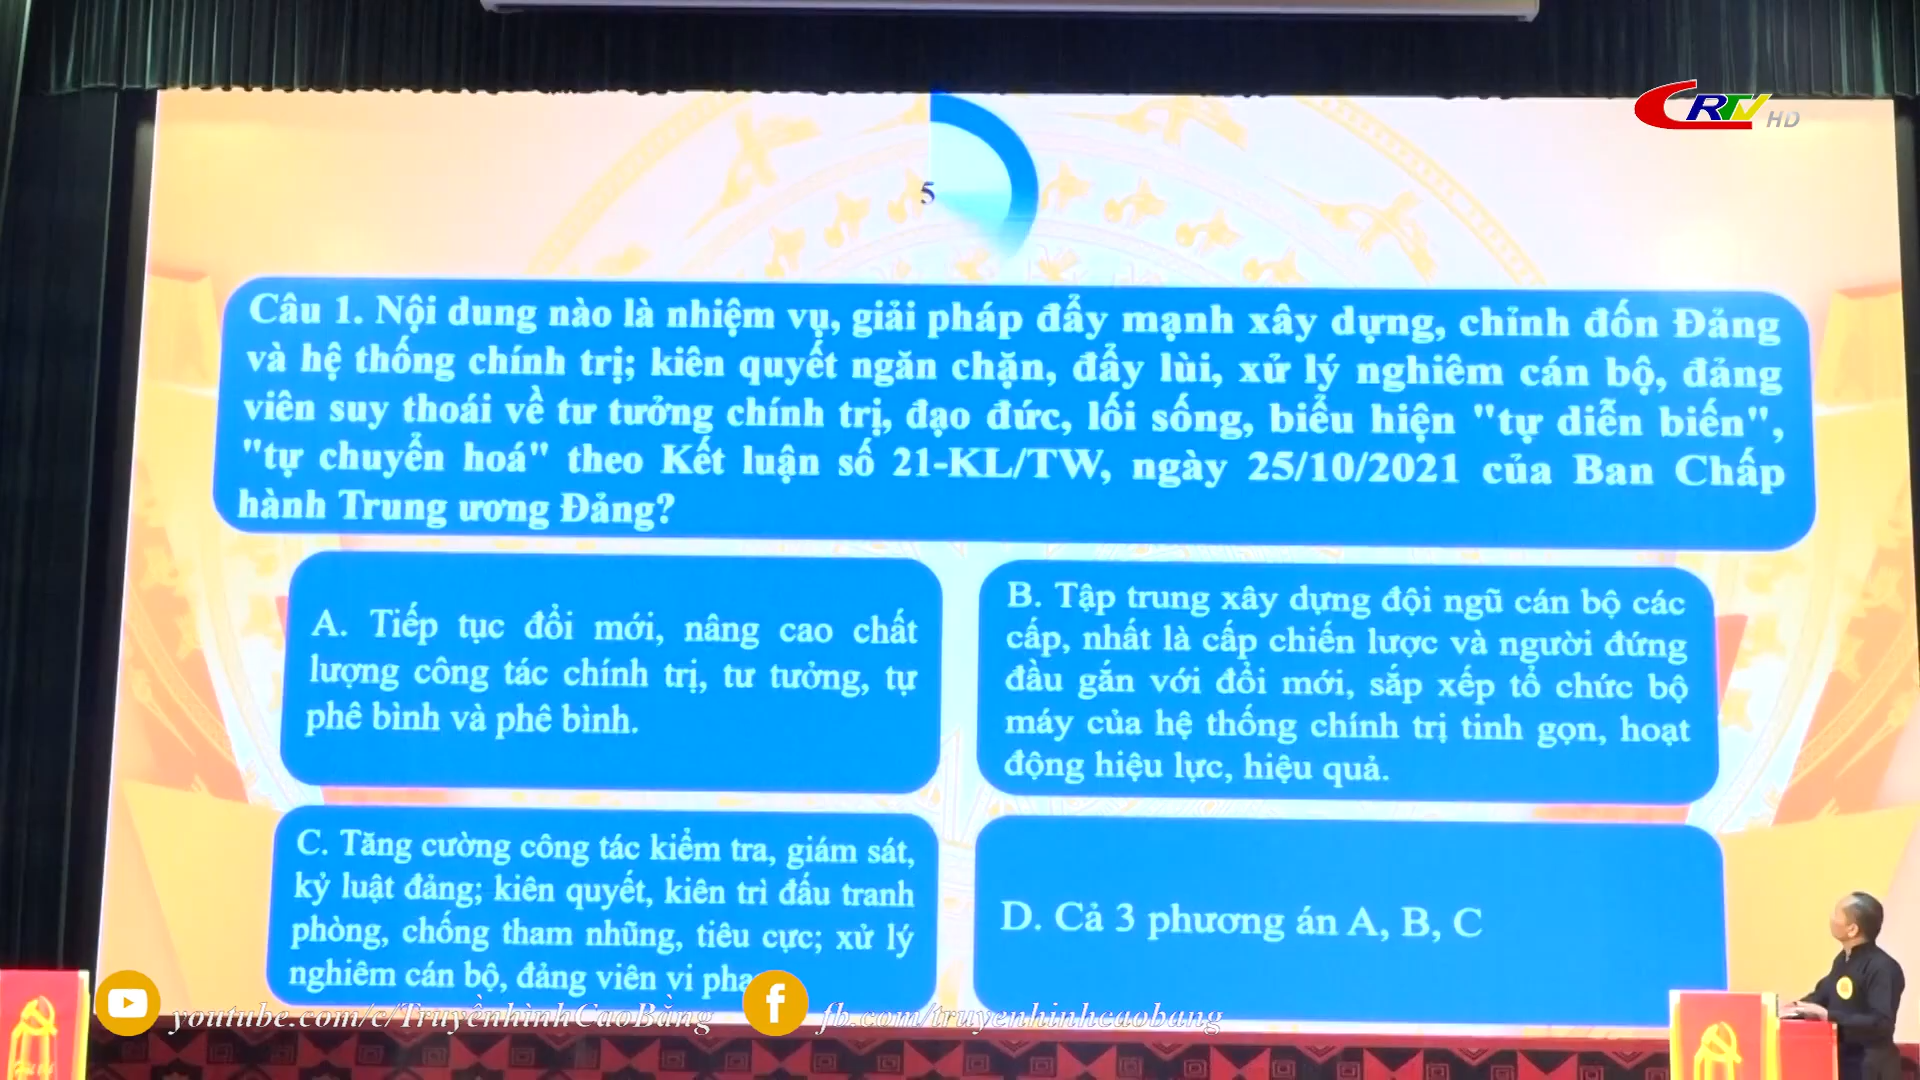 CRTV HD
5
Câu 1. Nội dung nào là nhiệm vụ, giải pháp đẩy mạnh xây dựng, chỉnh đốn Đảng
và hệ thống chính trị; kiên quyết ngăn chặn, đẩy lùi, xử lý nghiêm cán bộ, đảng
viên suy thoái về tư tưởng chính trị, đạo đức, lối sống, biểu hiện "tự diễn biến",
"tự chuyển hoá" theo Kết luận số 21-KL/TW, ngày 25/10/2021 của Ban Chấp
hành Trung ương Đảng?
A. Tiếp tục đổi mới, nâng cao chất
lượng công tác chính trị, tư tưởng, tự
phê bình và phê bình.
B. Tập trung xây dựng đội ngũ cán bộ các
cấp, nhất là cấp chiến lược và người đứng
đầu gắn với đổi mới, sắp xếp tổ chức bộ
máy của hệ thống chính trị tinh gọn, hoạt
động hiệu lực, hiệu quả.
C. Tăng cường công tác kiểm tra, giám sát,
kỷ luật đảng; kiên quyết, kiên trì đấu tranh
phòng, chống tham nhũng, tiêu cực; xử lý
nghiêm cán bộ, đảng viên vi
D. Cả 3 phương án A, B, C
youtube.com/c/TruyềnhìnhCaoBằng
fb.com/truyenhinhcaobang